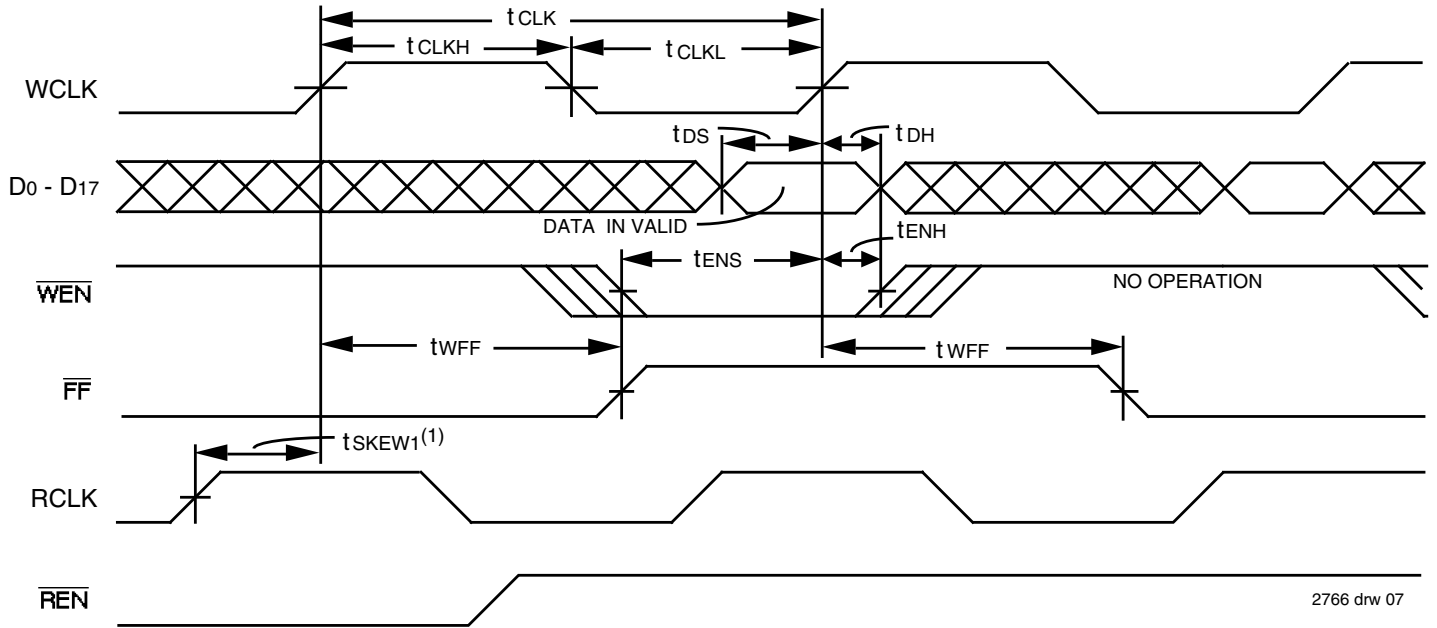 tCLK
tCLKH
tCLKL
WCLK
tDS
tDH
D0 - D17
DATA IN VALID
tENH
tENS
WEN
NO OPERATION
tWFF
tWFF
FF
tSKEW1(1)
RCLK
REN
2766 drw 07